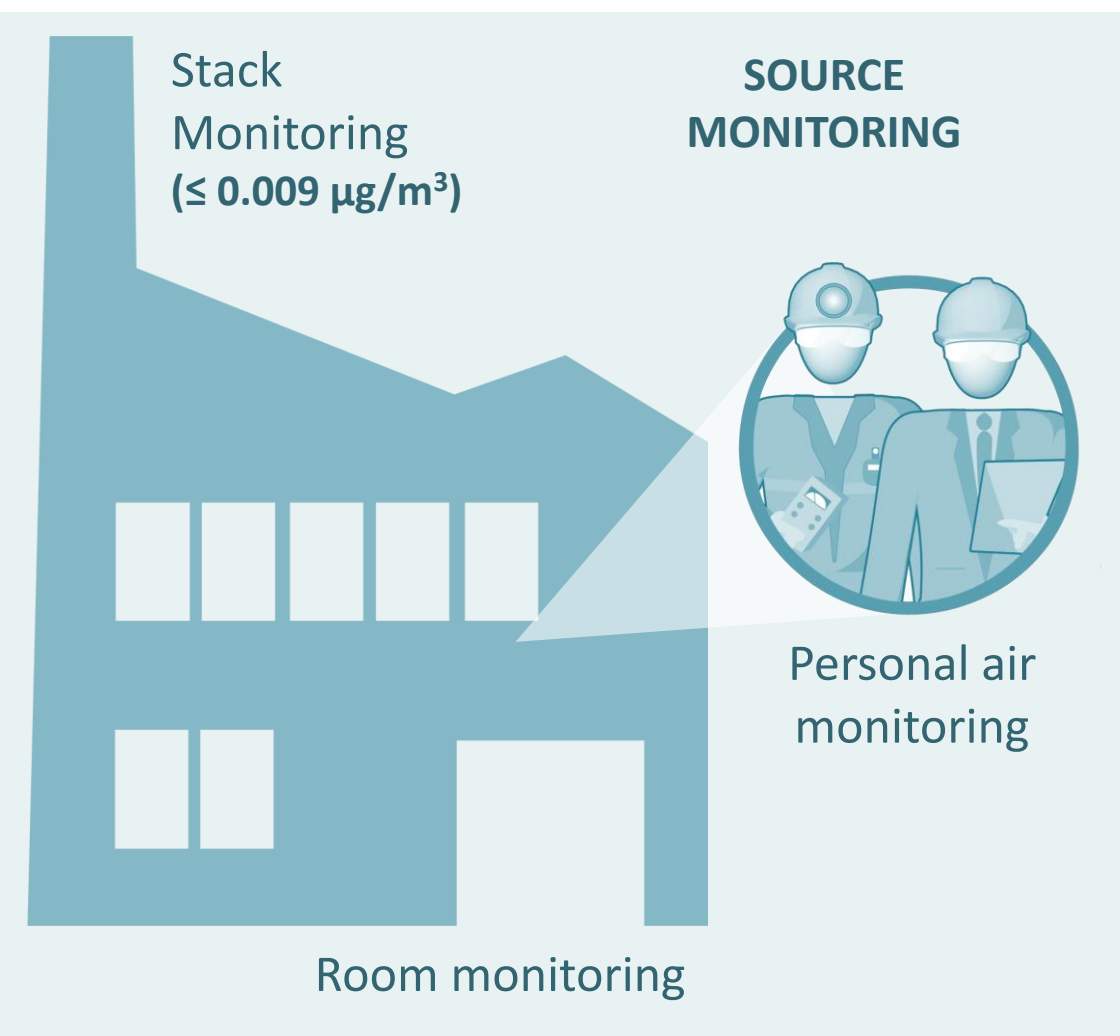 Stack
Monitoring
(≤ 0.009 µg/m³)
SOURCE
MONITORING
Personal air
monitoring
Room monitoring